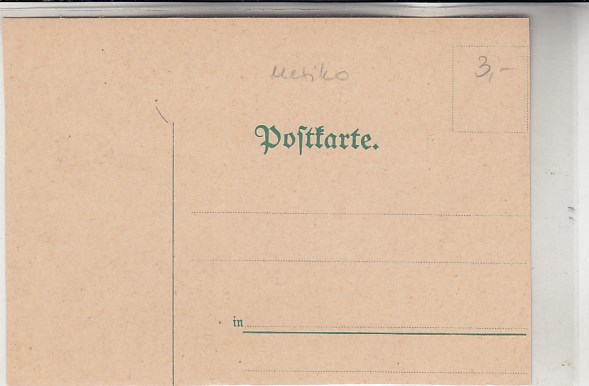 3,-
Mexiko
Postkarte.
in